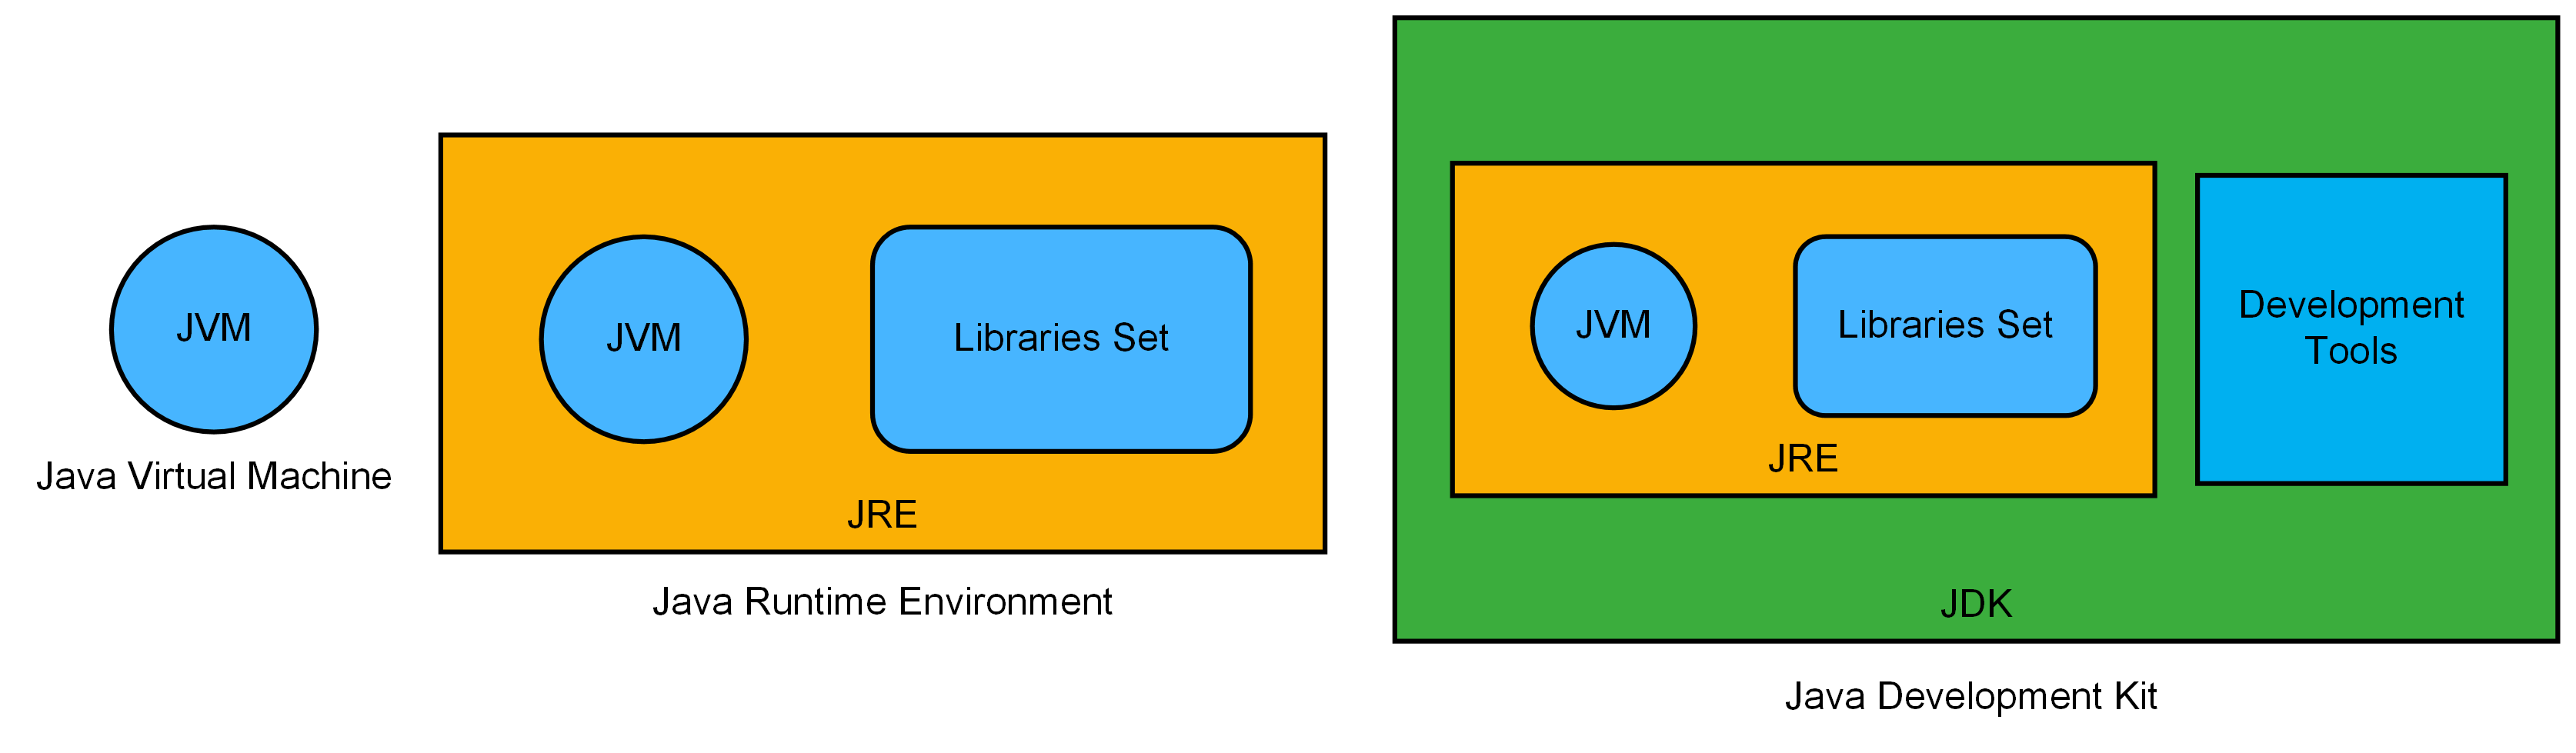 JVM
Java Virtual Machine
JVM
Libraries Set
JRE
Java Runtime Environment
JVM
Libraries Set
JRE
Development
Tools
JDK
Java Development Kit